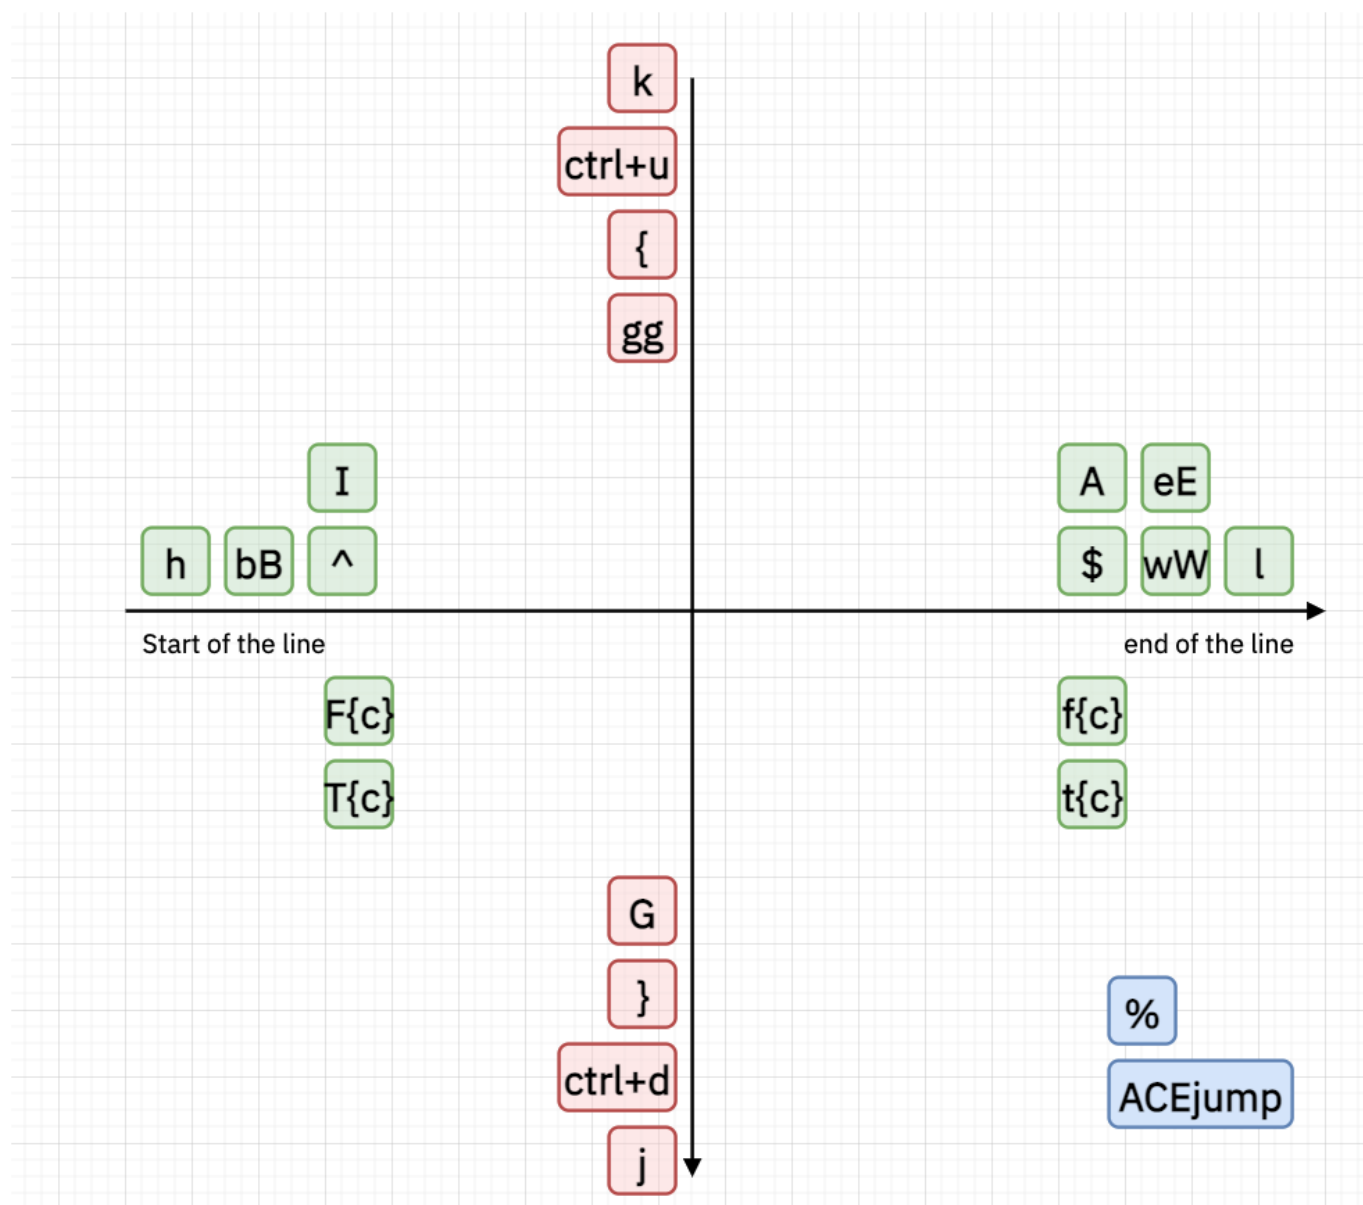 k
ctrl+u
{
gg
I
A eE
h bB ^
$ wW l
Start of the line
end of the line
F{c}
f{c}
T{c}
t{c}
G
}
%
ctrl+d
ACEjump
j